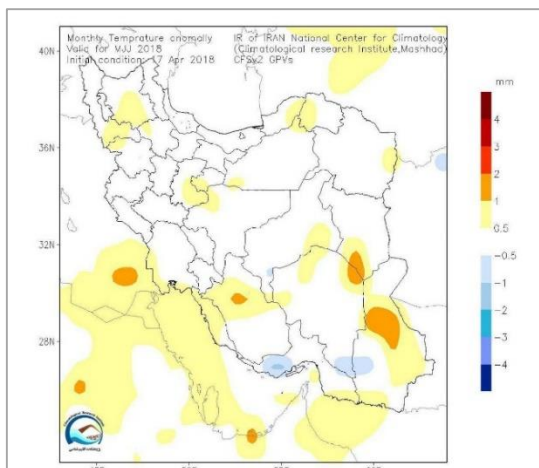 Monthly Temprature anomaly IR of IRAN National Center for Climatology
Valid for MJJ 2018 (Climatological research Institute,Mashhad)
Initial condition: 17 Apr 2018 CFSv2 GPVs
40N
mm
4
3
36N
2
1
0.5
32N
-0.5
-1
-2
28N
-3
-4